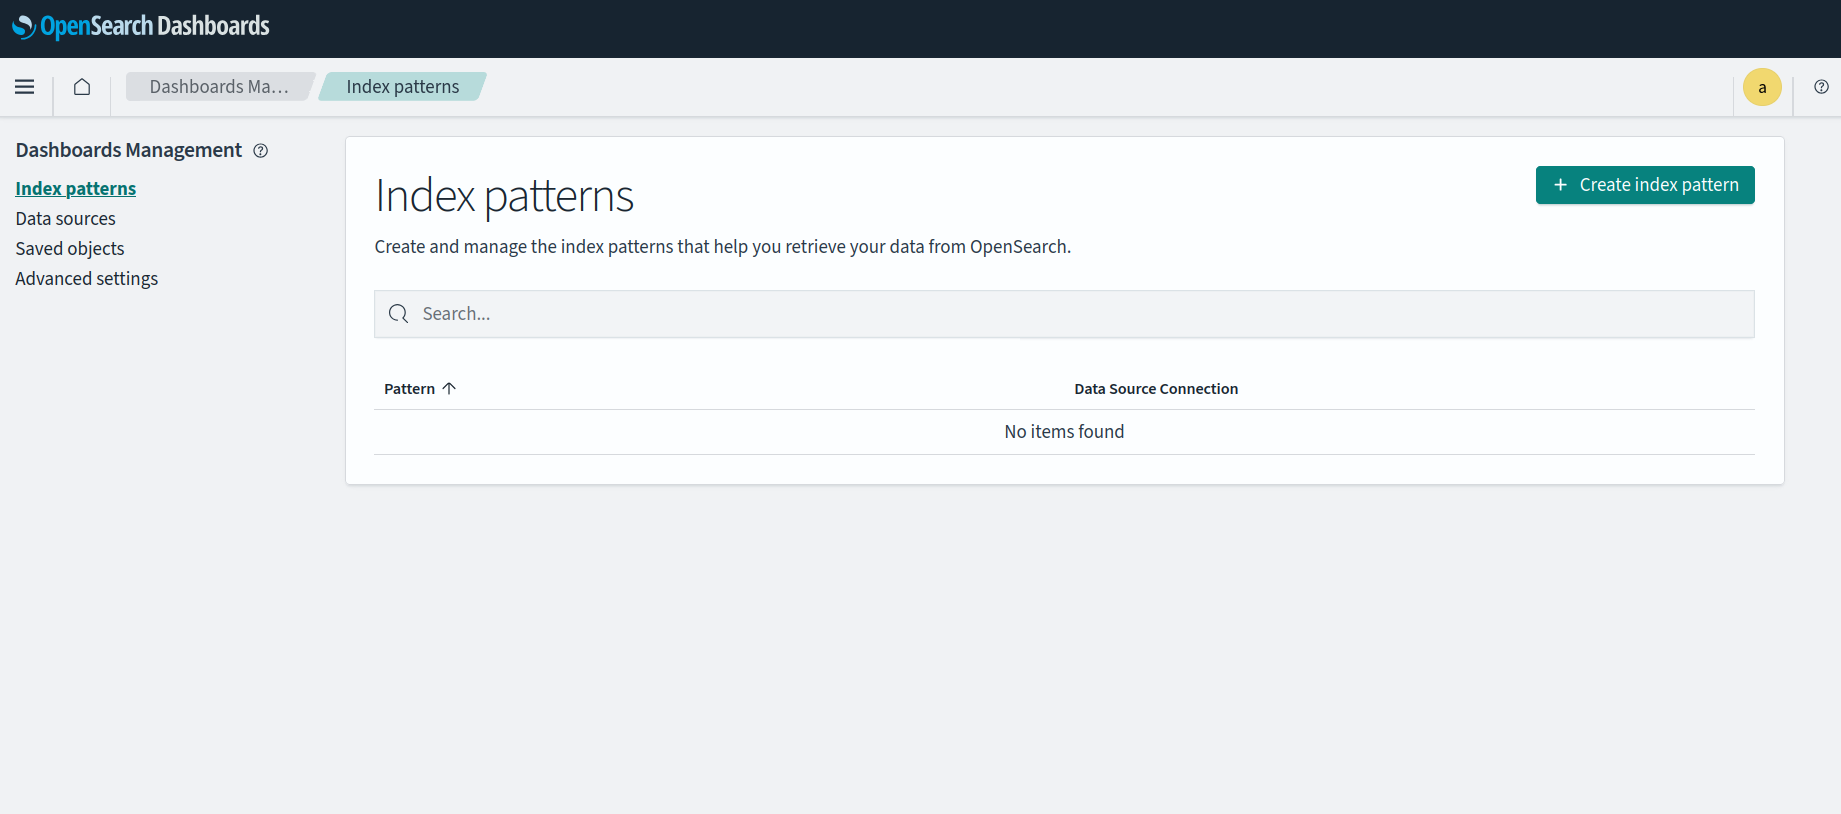 OpenSearch Dashboards
Dashboards Ma...
Index patterns
a
Dashboards Management
Index patterns
Data sources
Saved objects
Advanced settings
Index patterns
Create index pattern
Create and manage the index patterns that help you retrieve your data from OpenSearch.
Search...
Pattern
Data Source Connection
No items found